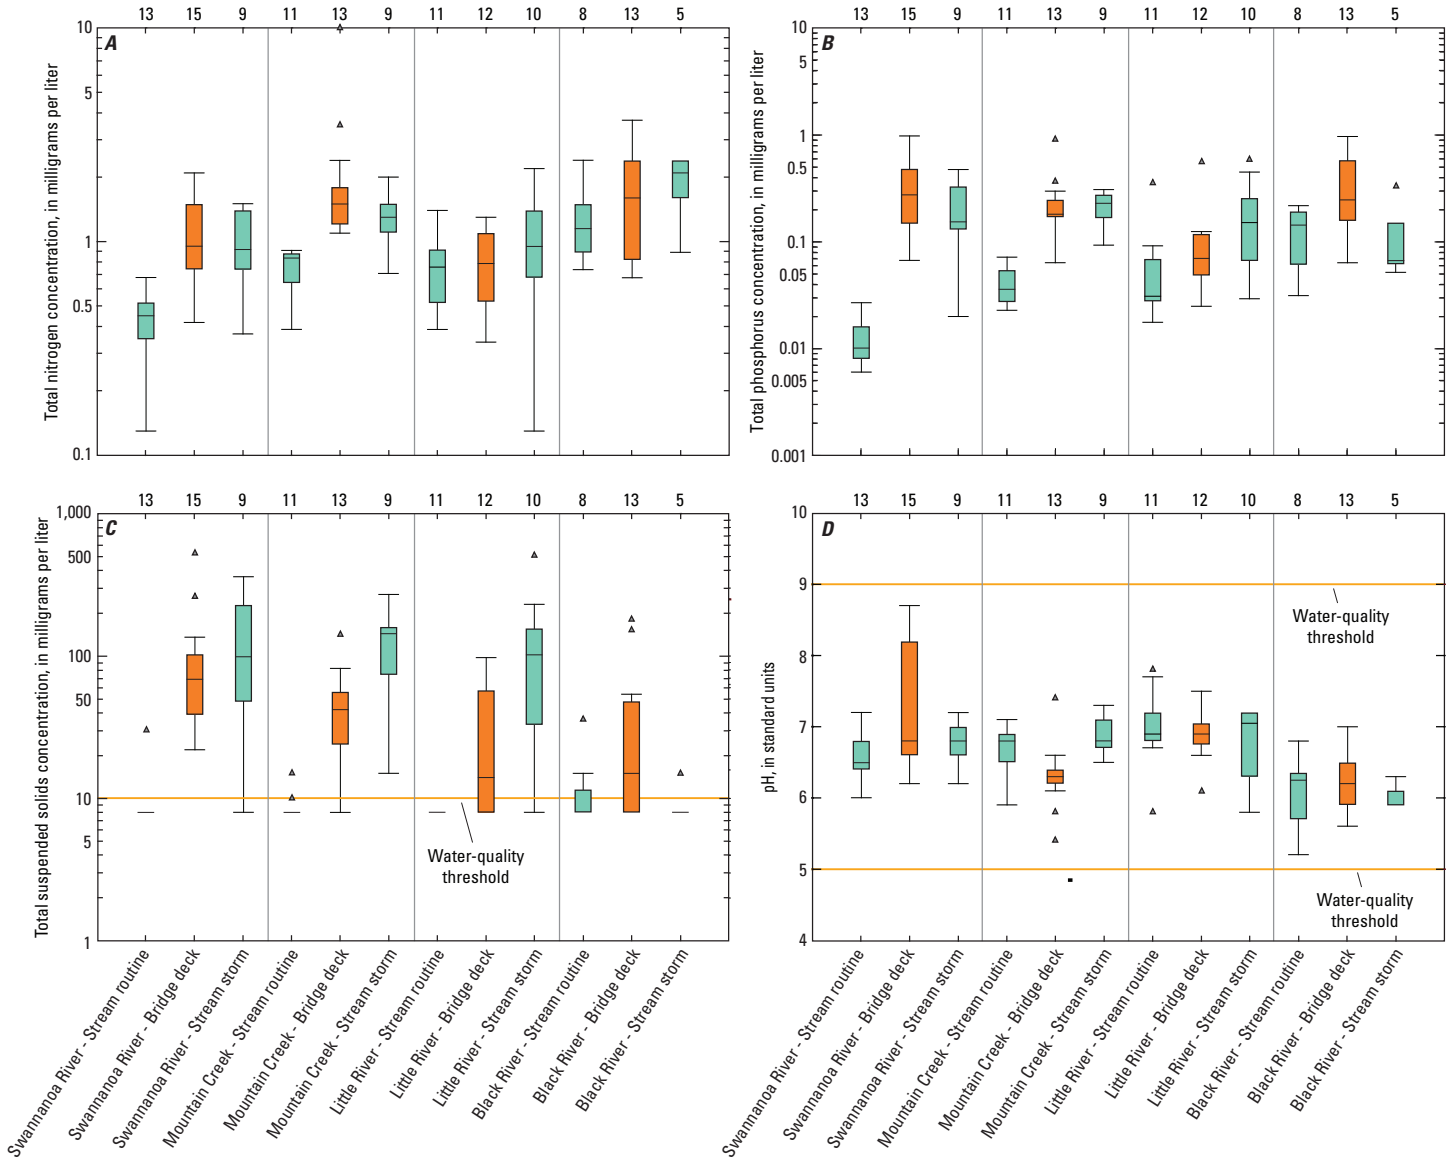 13 15 9 11 13 9 11 12 10 8 13 5
A
10
5
1
0.5
0.1
Total nitrogen concentration, in milligrams per liter
13 15 9 11 13 9 11 12 10 8 13 5
B
10
5
1
0.5
0.1
0.05
0.01
0.005
0.001
Total phosphorus concentration, in milligrams per liter
13 15 9 11 13 9 11 12 10 8 13 5
C
1,000
500
100
50
10
5
1
Total suspended solids concentration, in milligrams per liter
Water-quality
threshold
13 15 9 11 13 9 11 12 10 8 13 5
D
10
9
8
7
6
5
4
pH, in standard units
Water-quality
threshold
Water-quality
threshold
Swannanoa River - Stream routine
Swannanoa River - Bridge deck
Swannanoa River - Stream storm
Mountain Creek - Stream routine
Mountain Creek - Bridge deck
Mountain Creek - Stream storm
Little River - Stream routine
Little River - Bridge deck
Little River - Stream storm
Black River - Stream routine
Black River - Bridge deck
Black River - Stream storm
Swannanoa River - Stream routine
Swannanoa River - Bridge deck
Swannanoa River - Stream storm
Mountain Creek - Stream routine
Mountain Creek - Bridge deck
Mountain Creek - Stream storm
Little River - Stream routine
Little River - Bridge deck
Little River - Stream storm
Black River - Stream routine
Black River - Bridge deck
Black River - Stream storm